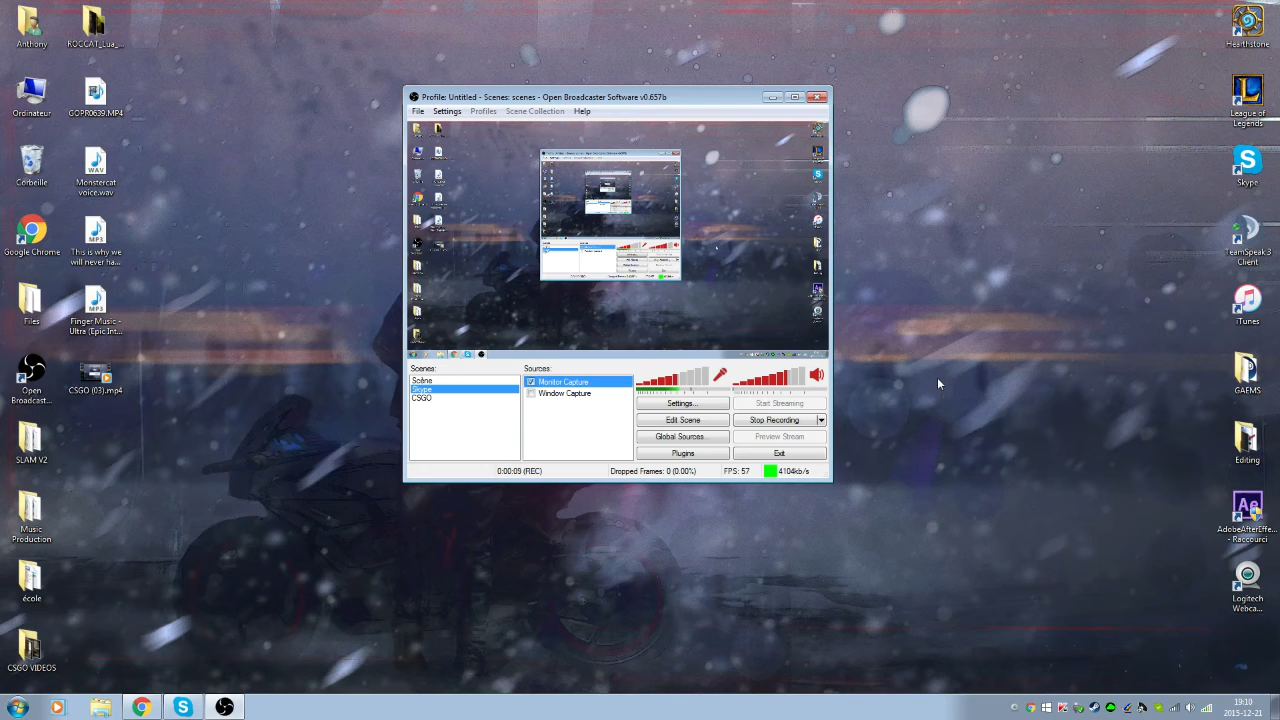 Anthony
ROCCAT_Lua_...
Hearthstone
Ordinateur
GOPR0639.MP4
League of
Legends
Corbeille
Monstercat
voice.wav
Skype
Google Chrome
This is why i
will never ha...
Teamspeak 3
Client
Files
Finger Music
Ultra [Epic Int...
iTunes
Open
Broadcaster ...
CSGO (03).mp4
GAEMS
SLAM V2
Editing
Music
Production
AdobeAfterEffe...
- Raccourci
école
Logitech
Webca...
CSGO VIDEOS
Profile: Untitled - Scenes: scenes - Open Broadcaster Software v0.657b
File Settings Profiles Scene Collection Help
Scenes: Sources:
Scène
Skype
CSGO
Monitor Capture
Window Capture
Settings... Start Streaming
Edit Scene Stop Recording
Global Sources... Preview Stream
Plugins Exit
0:00:09 (REC) Dropped Frames: 0 (0.00%) FPS: 57 4104kb/s
19:10
2015-12-21